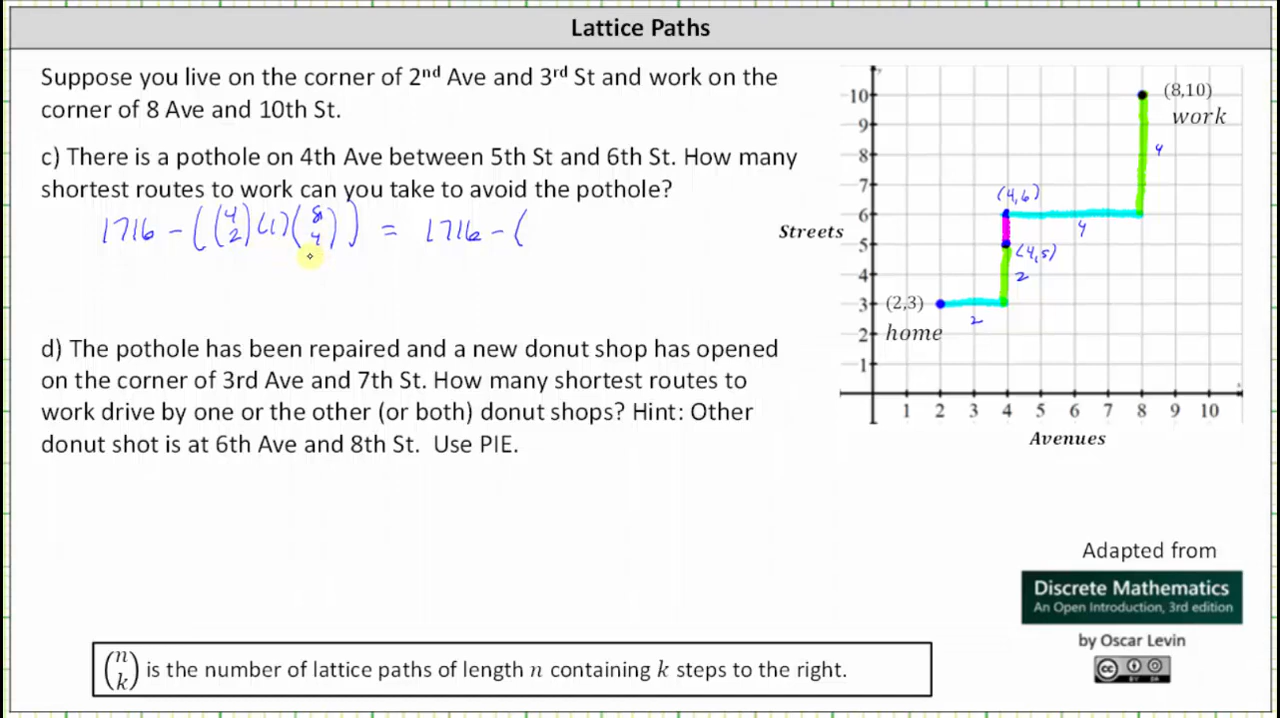 Lattice Paths
Suppose you live on the corner of 2nd Ave and 3rd St and work on the
corner of 8 Ave and 10th St.
c) There is a pothole on 4th Ave between 5th St and 6th St. How many
shortest routes to work can you take to avoid the pothole?
1716 - ( (4 2) (1) (8 4) ) = 1716 - (
d) The pothole has been repaired and a new donut shop has opened
on the corner of 3rd Ave and 7th St. How many shortest routes to
work drive by one or the other (or both) donut shops? Hint: Other
donut shot is at 6th Ave and 8th St. Use PIE.
10
(8,10)
work
9
8
4
7
(4,6)
6
4
Streets
5
(4,5)
4
2
3
(2,3)
2
home
2
1
1 2 3 4 5 6 7 8 9 10
Avenues
Adapted from
Discrete Mathematics
An Open Introduction, 3rd edition
by Oscar Levin
cc
BY SA
(n k) is the number of lattice paths of length n containing k steps to the right.